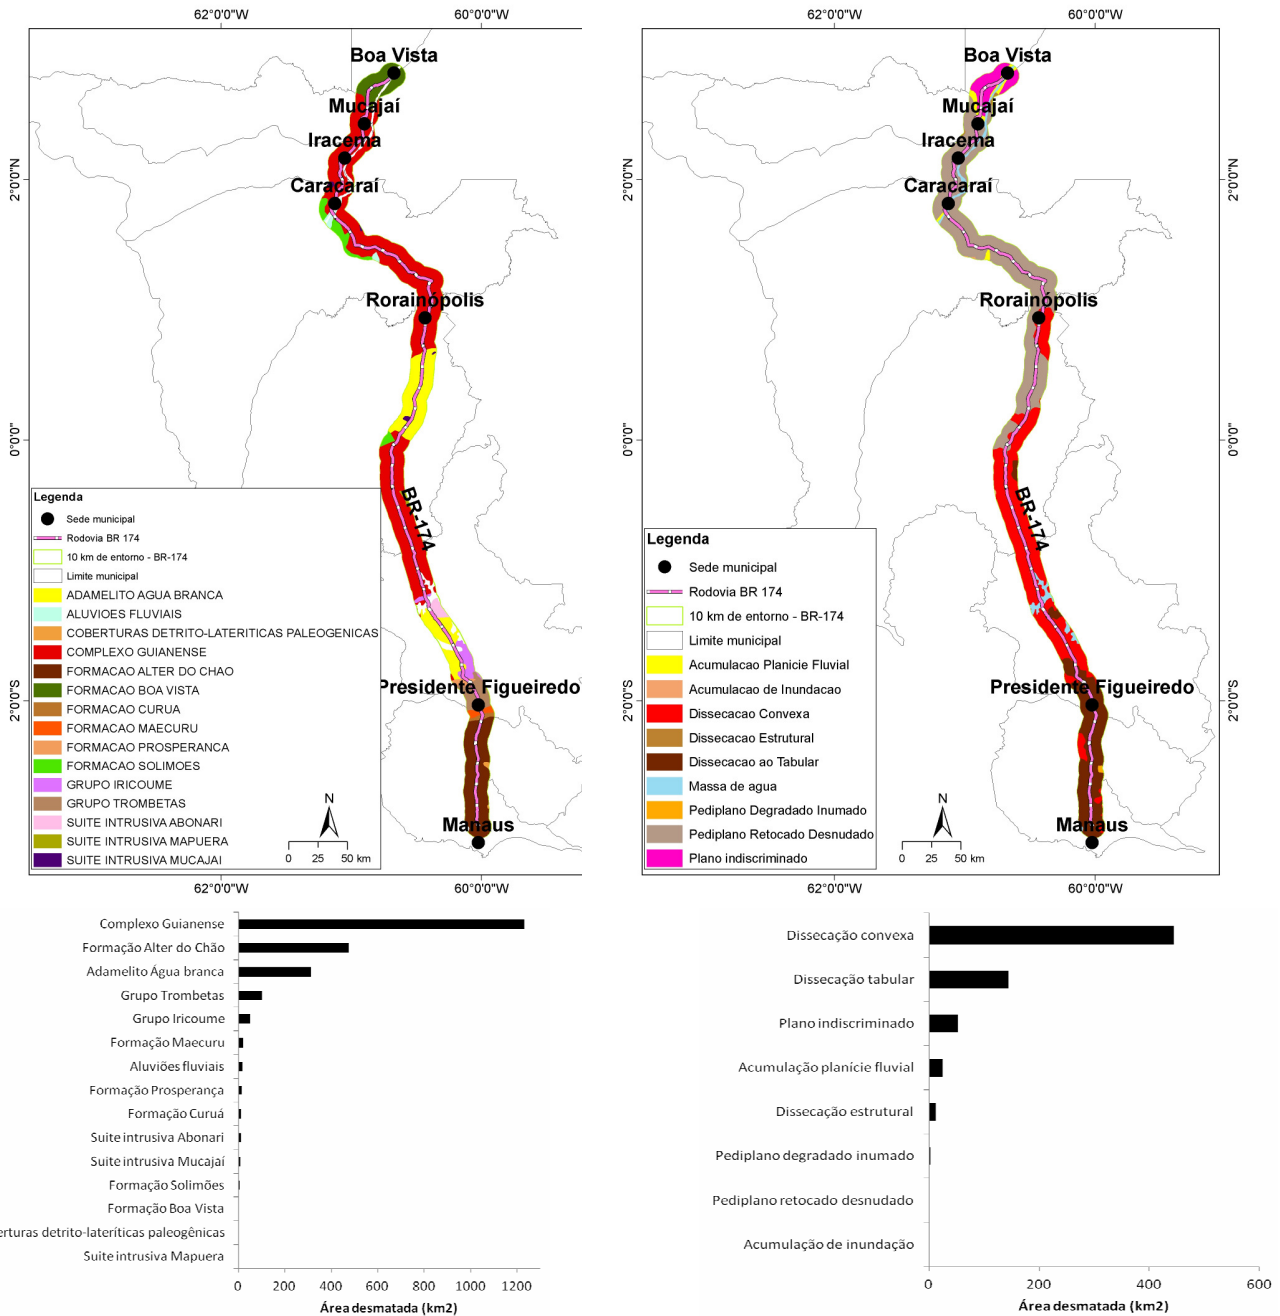 62°0'0"W
60°0'0"W
Boa Vista
Mucajaí
Iracema
Caracaraí
Rorainópolis
BR-174
Presidente Figueiredo
Manaus
2°0'0"N
0°0'0"
2°0'0"S
Legenda
Sede municipal
Rodovia BR 174
10 km de entorno - BR-174
Limite municipal
ADAMELITO AGUA BRANCA
ALUVIOES FLUVIAIS
COBERTURAS DETRITO-LATERITICAS PALEOGENICAS
COMPLEXO GUIANENSE
FORMACAO ALTER DO CHAO
FORMACAO BOA VISTA
FORMACAO CURUA
FORMACAO MAECURU
FORMACAO PROSPERANCA
FORMACAO SOLIMOES
GRUPO IRICOUME
GRUPO TROMBETAS
SUITE INTRUSIVA ABONARI
SUITE INTRUSIVA MAPUERA
SUITE INTRUSIVA MUCAJAI
N
0 25 50 km
62°0'0"W
60°0'0"W
62°0'0"W
60°0'0"W
Boa Vista
Mucajaí
Iracema
Caracaraí
Rorainópolis
BR-174
Presidente Figueiredo
Manaus
2°0'0"N
0°0'0"
2°0'0"S
Legenda
Sede municipal
Rodovia BR 174
10 km de entorno - BR-174
Limite municipal
Acumulacao Planicie Fluvial
Acumulacao de Inundacao
Dissecacao Convexa
Dissecacao Estrutural
Dissecacao ao Tabular
Massa de agua
Pediplano Degradado Inumado
Pediplano Retocado Desnudado
Plano indiscriminado
N
0 25 50 km
62°0'0"W
60°0'0"W
Complexo Guianense
Formação Alter do Chão
Adamelito Água branca
Grupo Trombetas
Grupo Iricoume
Formação Maecuru
Aluviões fluviais
Formação Prosperança
Formação Curuá
Suite intrusiva Abonari
Suite intrusiva Mucajaí
Formação Solimões
Formação Boa Vista
erturas detrito-lateríticas paleogênicas
Suite intrusiva Mapuera
0 200 400 600 800 1000 1200
Área desmatada (km2)
Dissecação convexa
Dissecação tabular
Plano indiscriminado
Acumulação planície fluvial
Dissecação estrutural
Pediplano degradado inumado
Pediplano retocado desnudado
Acumulação de inundação
0 200 400 600
Área desmatada (km2)